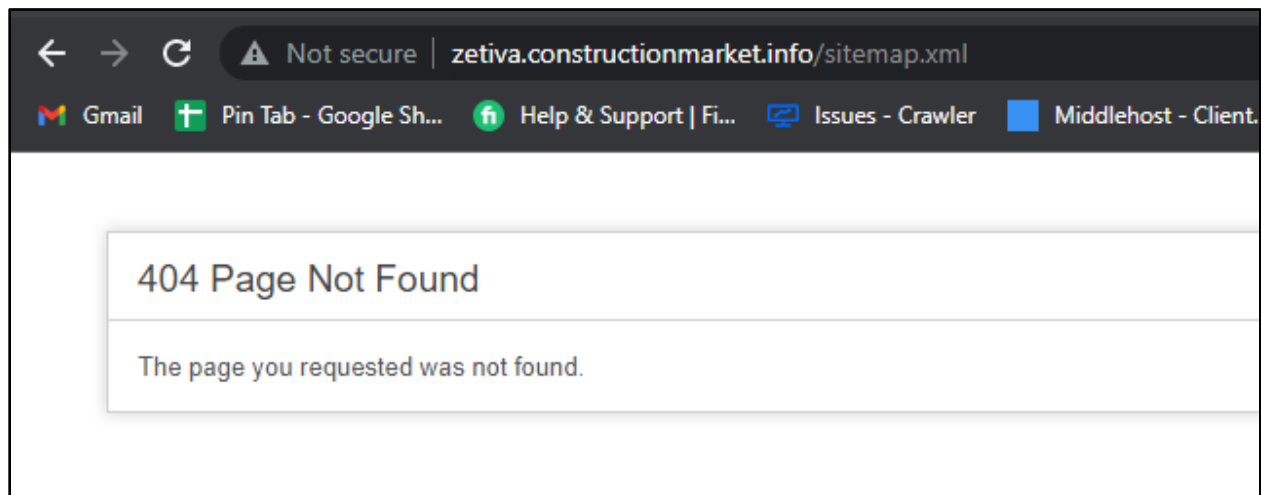 Not secure | zetiva.constructionmarket.info/sitemap.xml
Gmail Pin Tab - Google Sh... fi Help & Support | Fi... Issues - Crawler Middlehost - Client.
404 Page Not Found
The page you requested was not found.